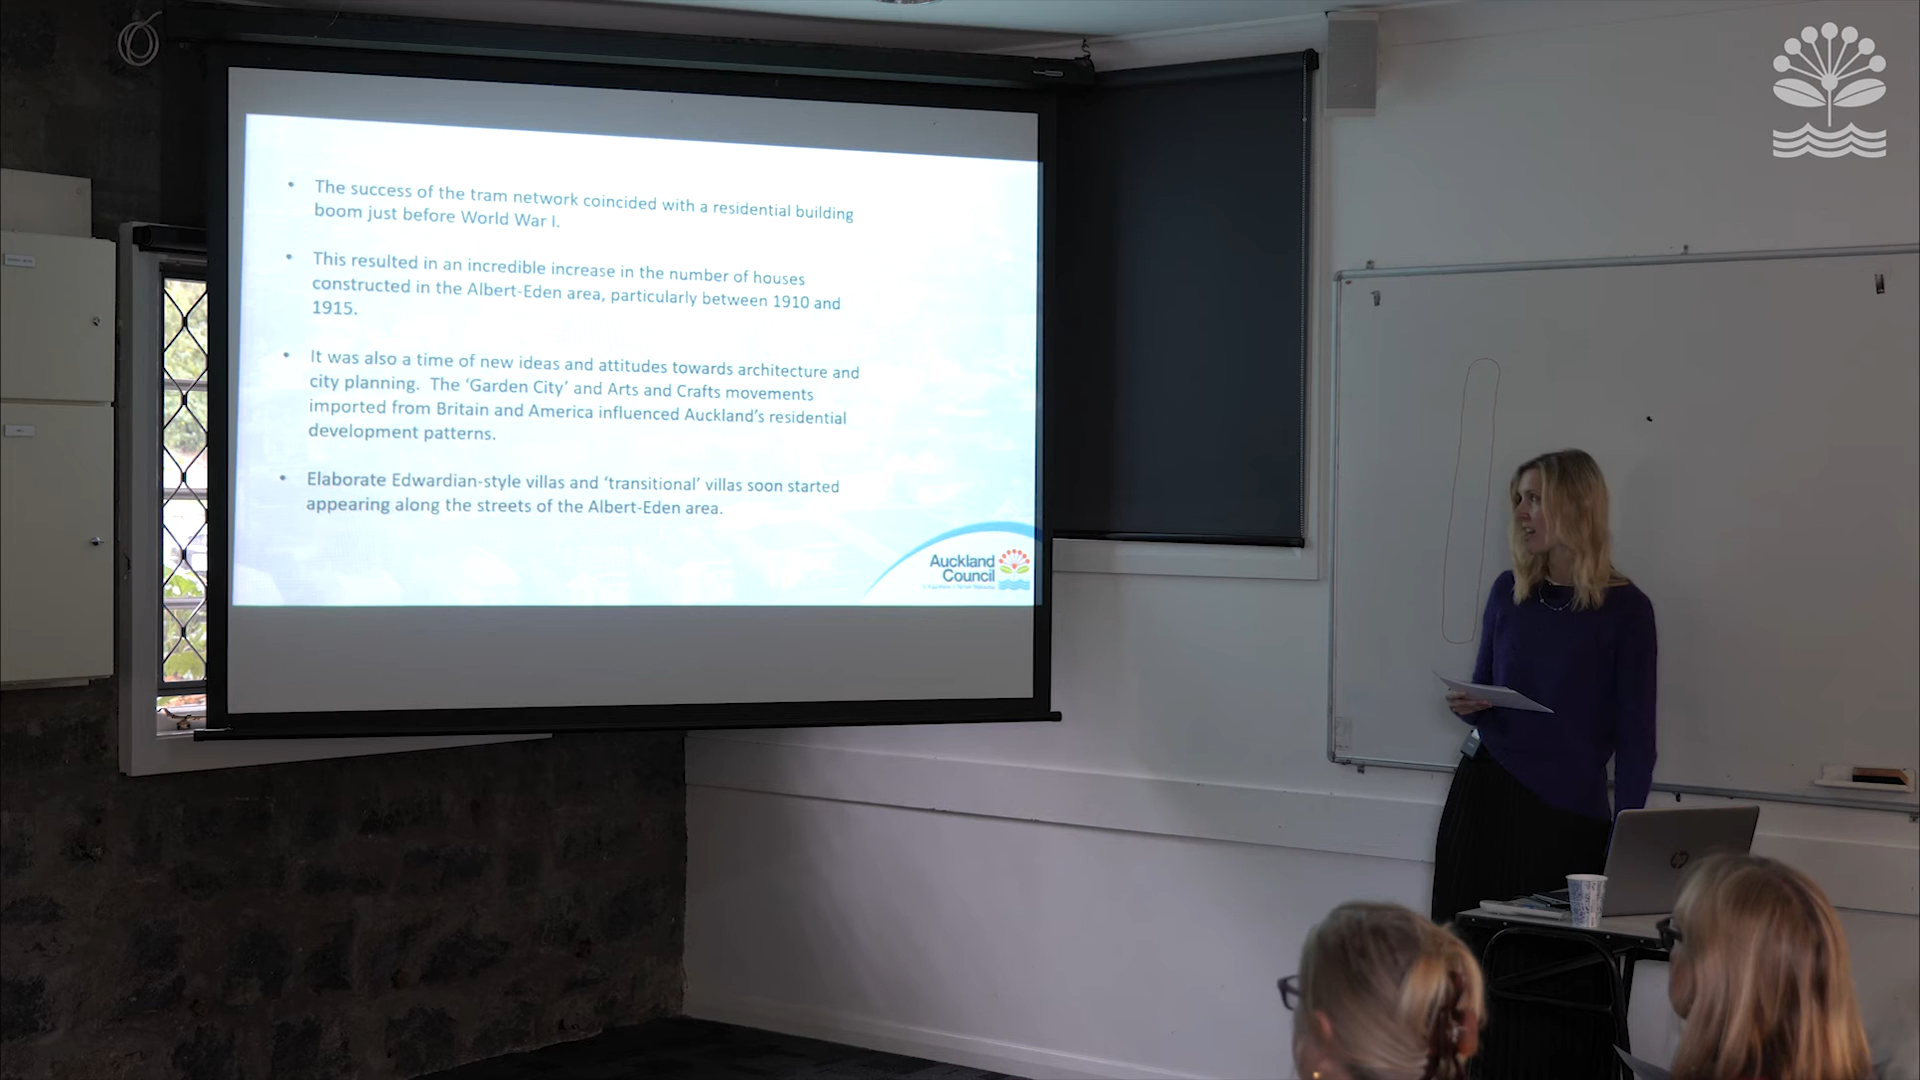 • The success of the tram network coincided with a residential building
boom just before World War I.
• This resulted in an incredible increase in the number of houses
constructed in the Albert-Eden area, particularly between 1910 and
1915.
• It was also a time of new ideas and attitudes towards architecture and
city planning. The ‘Garden City’ and Arts and Crafts movements
imported from Britain and America influenced Auckland’s residential
development patterns.
• Elaborate Edwardian-style villas and ‘transitional’ villas soon started
appearing along the streets of the Albert-Eden area.
Auckland
Council
hp